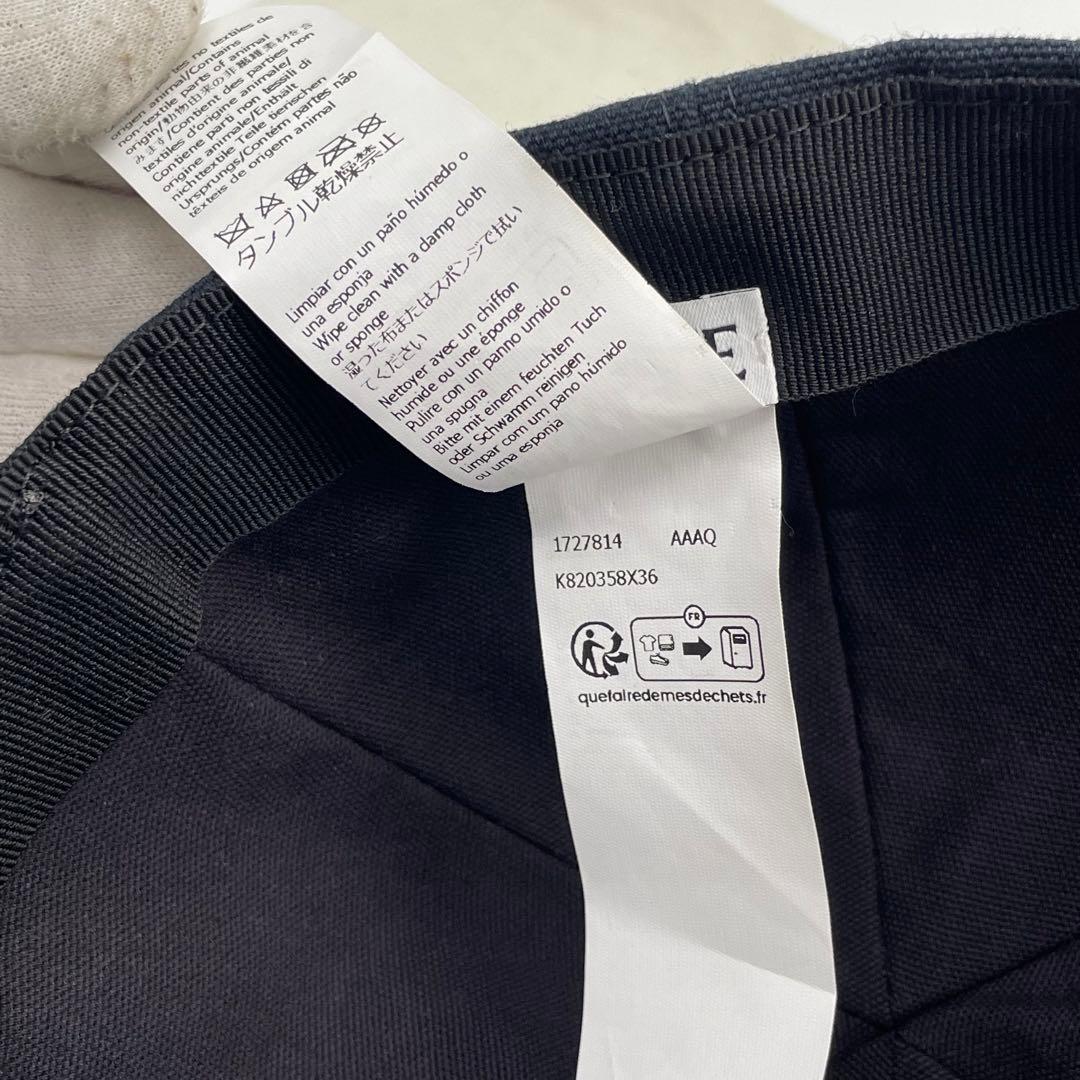 tes no textiles de
origen animal/Contains
non-textile parts of animal
origin/動物由来の非繊維素材を含
みます/Contient des parties non
textiles d'origine animale/
Contiene parti non tessili di
origine animale/Enthält
nichttextile Teile tierischen
Ursprungs/Contém partes não
têxteis de origem animal
タンブル乾燥禁止
Limpiar con un paño húmedo o
una esponja
Wipe clean with a damp cloth
or sponge
湿った布またはスポンジで拭い
てください
Nettoyer avec un chiffon
humide ou une éponge
Pulire con un panno umido o
una spugna
Bitte mit einem feuchten Tuch
oder Schwamm reinigen
Limpar com um pano húmido
ou uma esponja
E
1727814 AAAQ
K820358X36
FR
quefairedemesdechets.fr